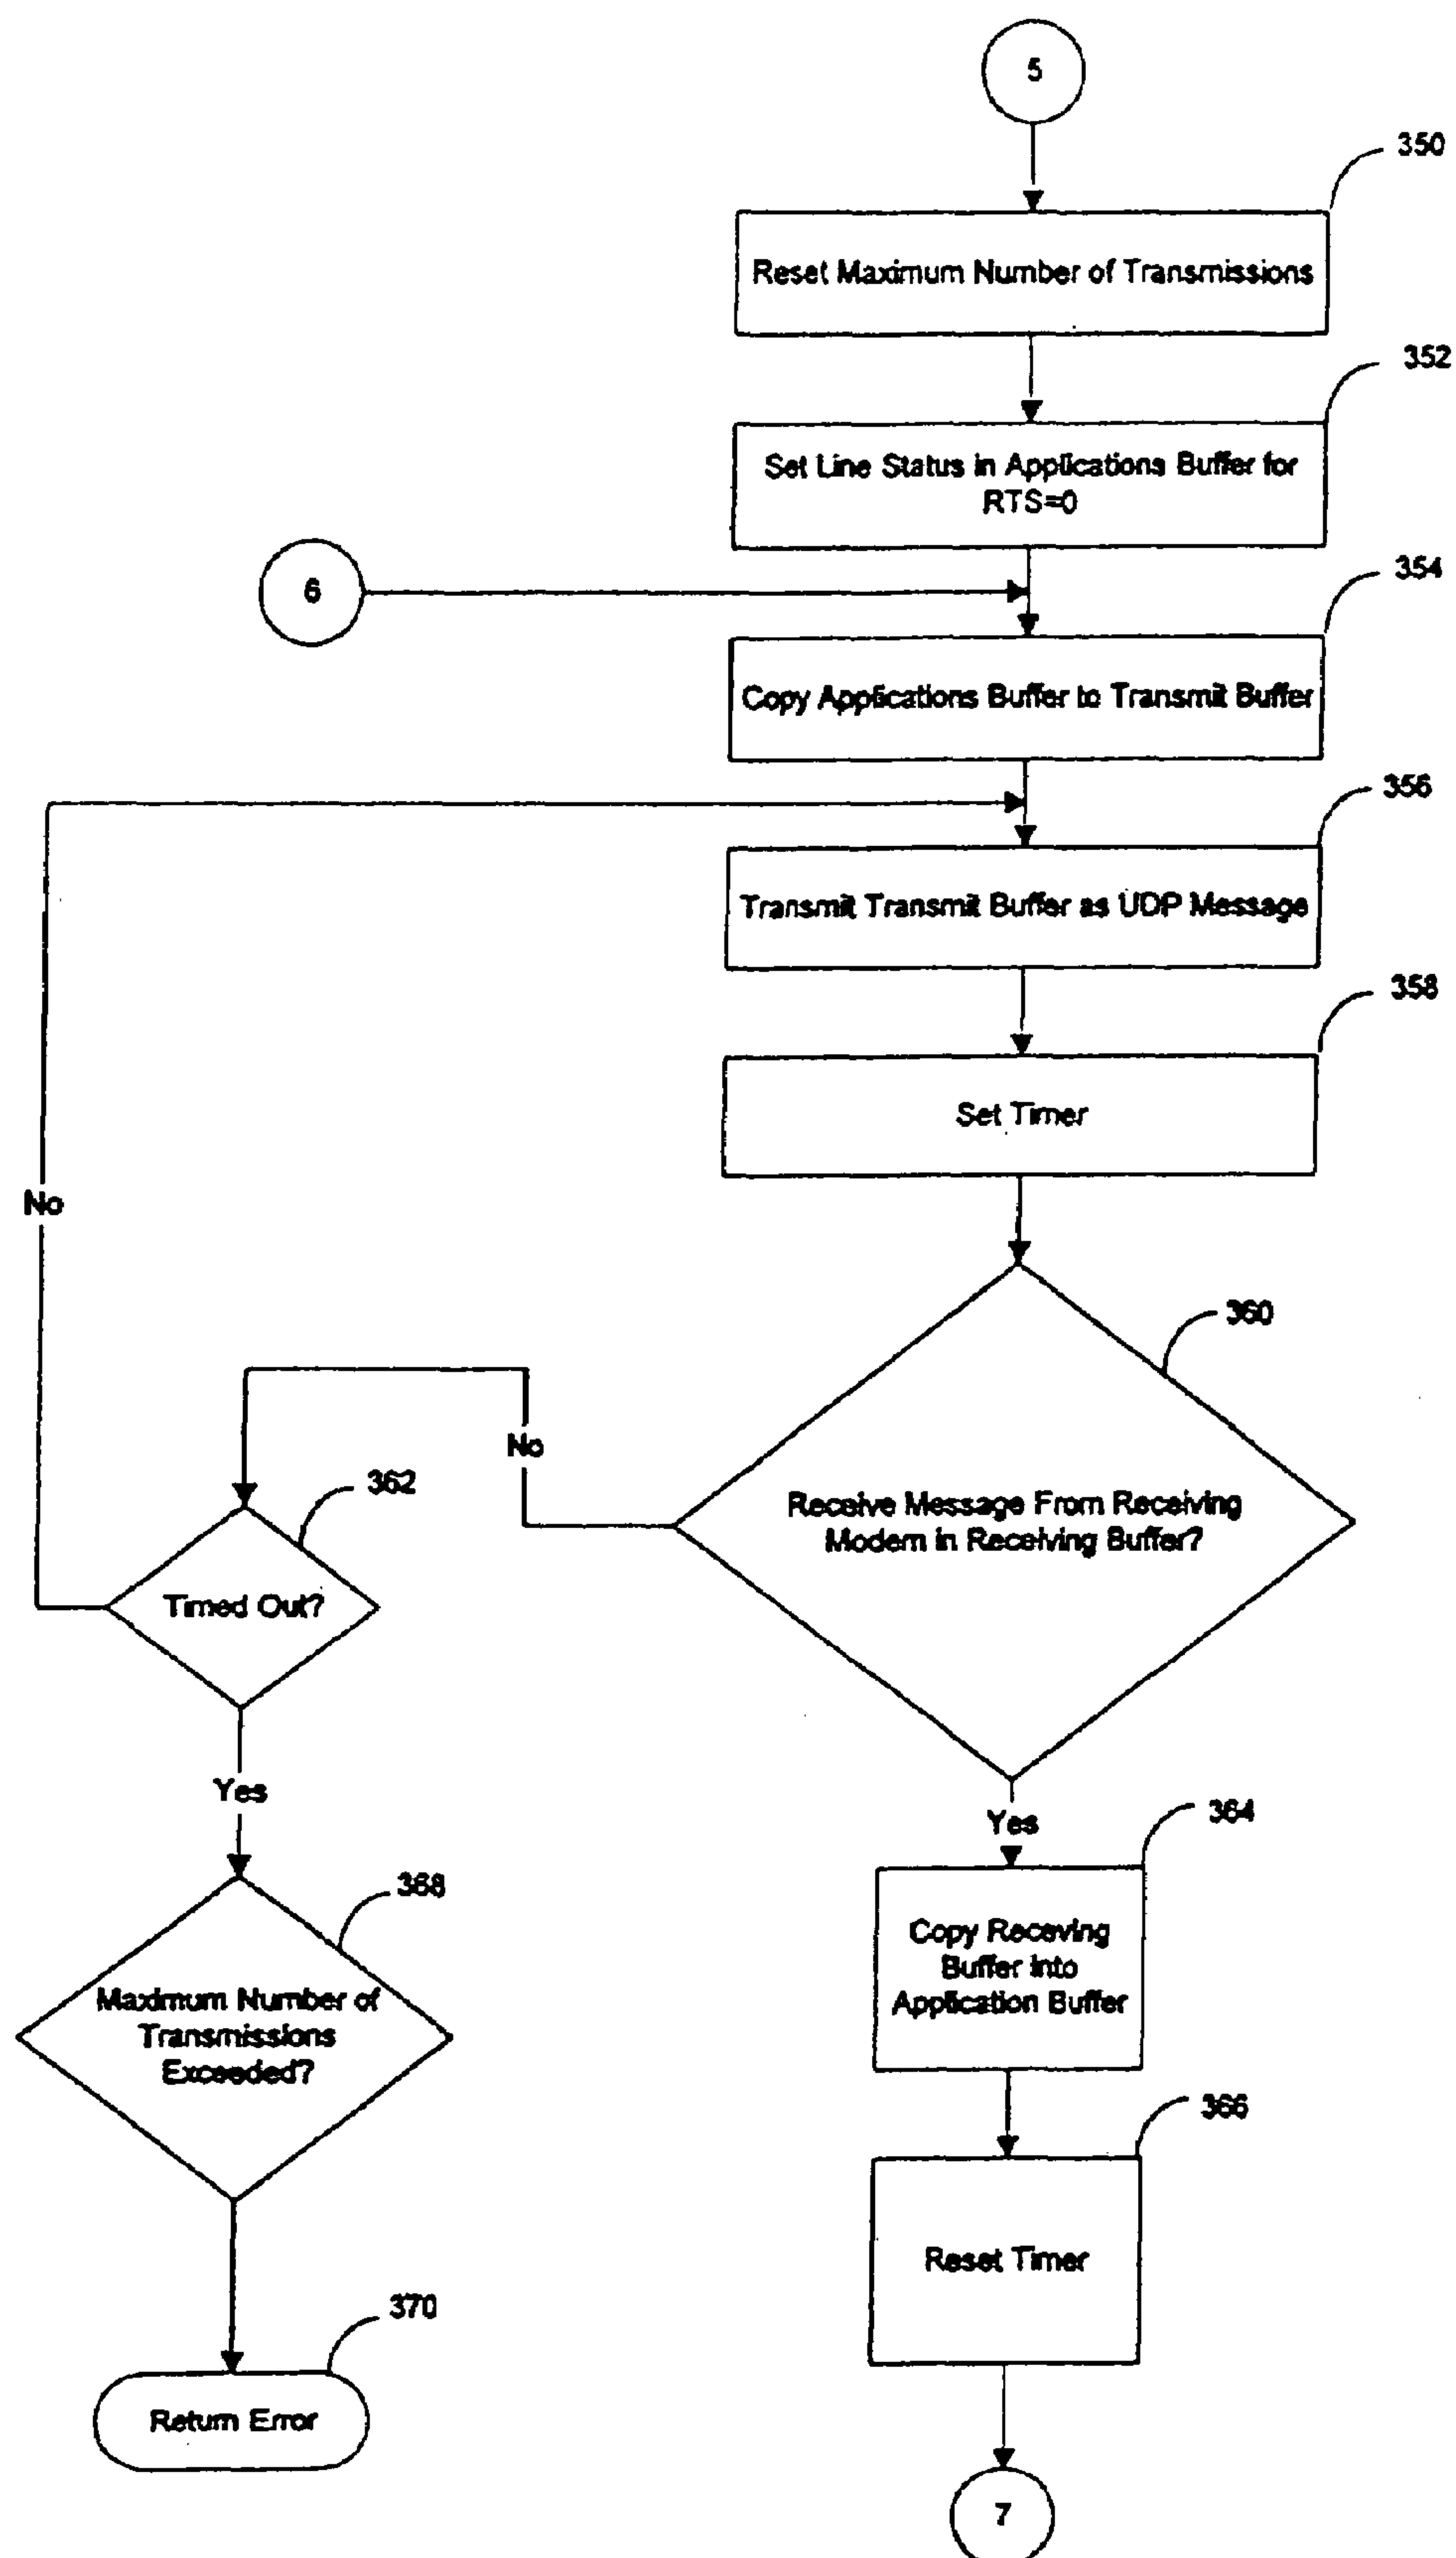 5
350
Reset Maximum Number of Transmissions
352
Set Line Status in Applications Buffer for
RTS=0
6
354
Copy Applications Buffer to Transmit Buffer
356
Transmit Transmit Buffer as UDP Message
358
Set Timer
No
360
No
362
Receive Message From Receiving
Modem in Receiving Buffer?
Timed Out?
Yes
Yes
364
368
Copy Receving
Buffer into
Application Buffer
Maximum Number of
Transmissions
Exceeded?
366
Reset Timer
370
Return Error
7